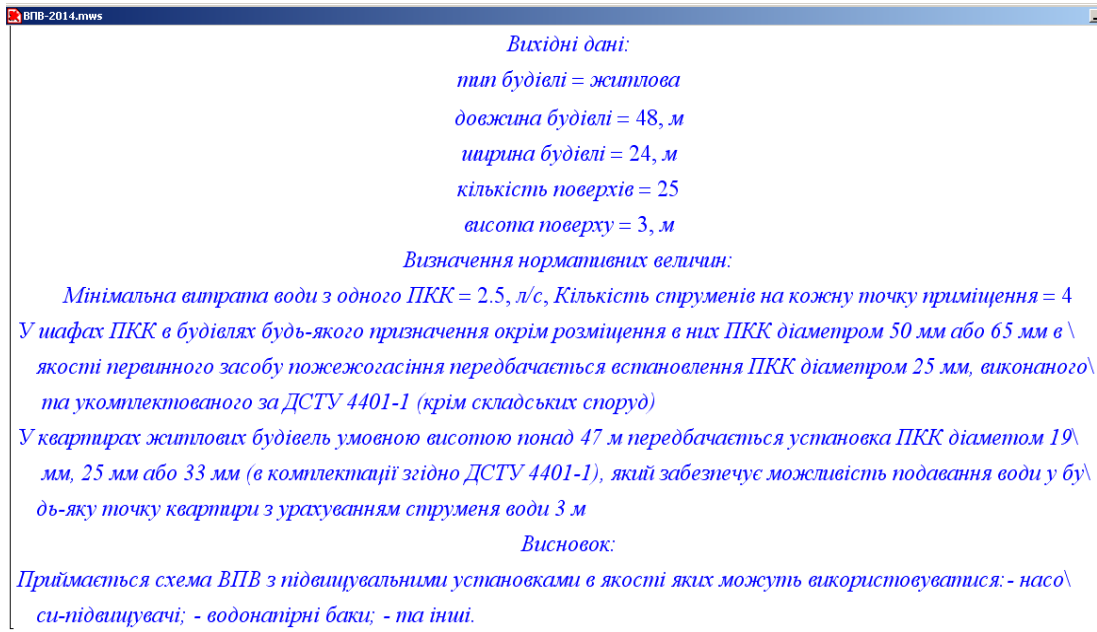 ВПВ-2014.mws
Вихідні дані:
тип будівлі = житлова
довжина будівлі = 48, м
ширина будівлі = 24, м
кількість поверхів = 25
висота поверху = 3, м
Визначення нормативних величин:
Мінімальна витрата води з одного ПКК = 2.5, л/с, Кількість струменів на кожну точку приміщення = 4
У шафах ПКК в будівлях будь-якого призначення окрім розміщення в них ПКК діаметром 50 мм або 65 мм в \
якості первинного засобу пожежогасіння передбачається встановлення ПКК діаметром 25 мм, виконаного\
та укомплектованого за ДСТУ 4401-1 (крім складських споруд)
У квартирах житлових будівель умовною висотою понад 47 м передбачається установка ПКК діаметом 19\
мм, 25 мм або 33 мм (в комплектації згідно ДСТУ 4401-1), який забезпечує можливість подавання води у бу\
дь-яку точку квартири з урахуванням струменя води 3 м
Висновок:
Приймається схема ВПВ з підвищувальними установками в якості яких можуть використовуватися:- насо\
си-підвищувачі; - водонапірні баки; - та інші.